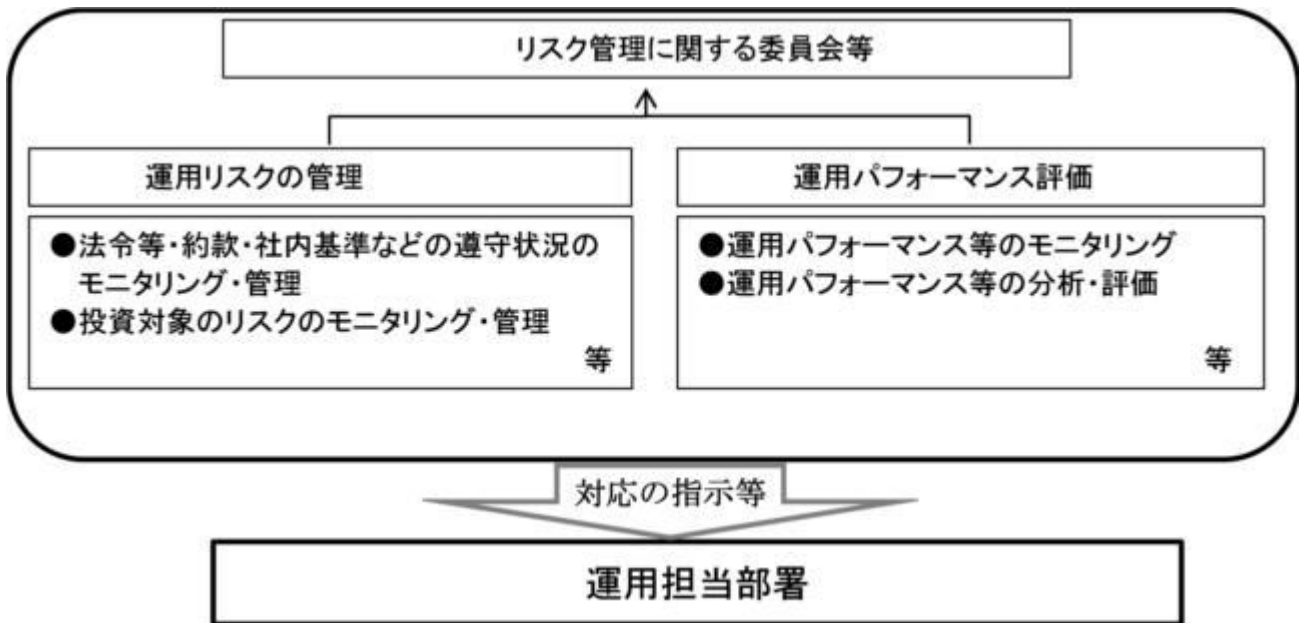 リスク管理に関する委員会等
運用リスクの管理
●法令等・約款・社内基準などの遵守状況の
モニタリング・管理
●投資対象のリスクのモニタリング・管理
等
運用パフォーマンス評価
●運用パフォーマンス等のモニタリング
●運用パフォーマンス等の分析・評価
等
対応の指示等
運用担当部署